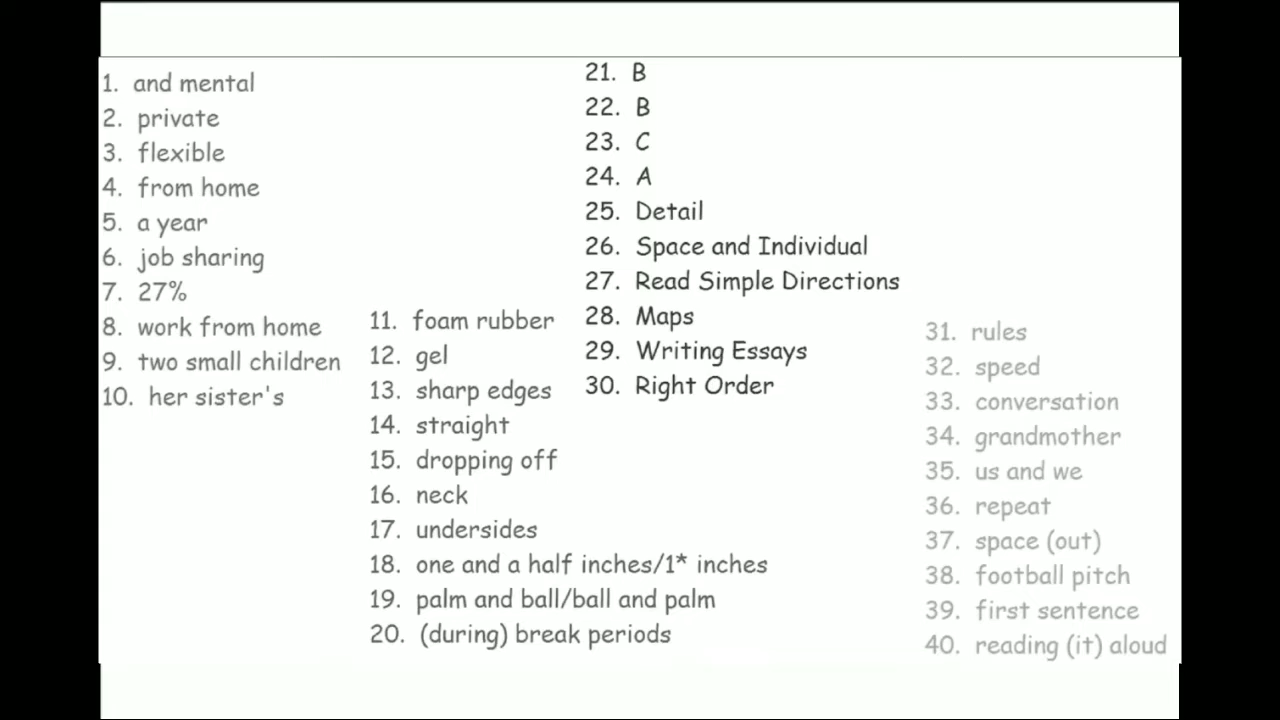 1. and mental
2. private
3. flexible
4. from home
5. a year
6. job sharing
7. 27%
8. work from home
9. two small children
10. her sister's
11. foam rubber
12. gel
13. sharp edges
14. straight
15. dropping off
16. neck
17. undersides
18. one and a half inches/1* inches
19. palm and ball/ball and palm
20. (during) break periods
21. B
22. B
23. C
24. A
25. Detail
26. Space and Individual
27. Read Simple Directions
28. Maps
29. Writing Essays
30. Right Order
31. rules
32. speed
33. conversation
34. grandmother
35. us and we
36. repeat
37. space (out)
38. football pitch
39. first sentence
40. reading (it) aloud